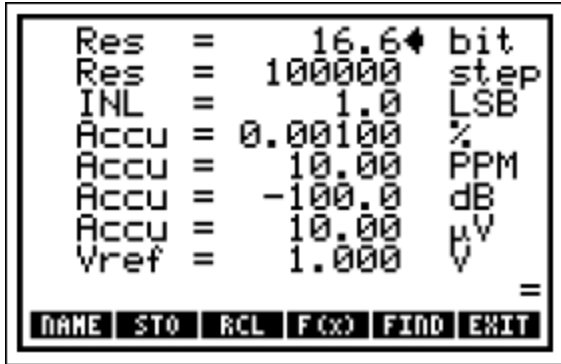 Res = 16.6♦ bit
Res = 100000 step
INL = 1.0 LSB
Accu = 0.00100 %
Accu = 10.00 PPM
Accu = -100.0 dB
Accu = 10.00 µV
Vref = 1.000 V
=
NAME STO RCL F(x) FIND EXIT